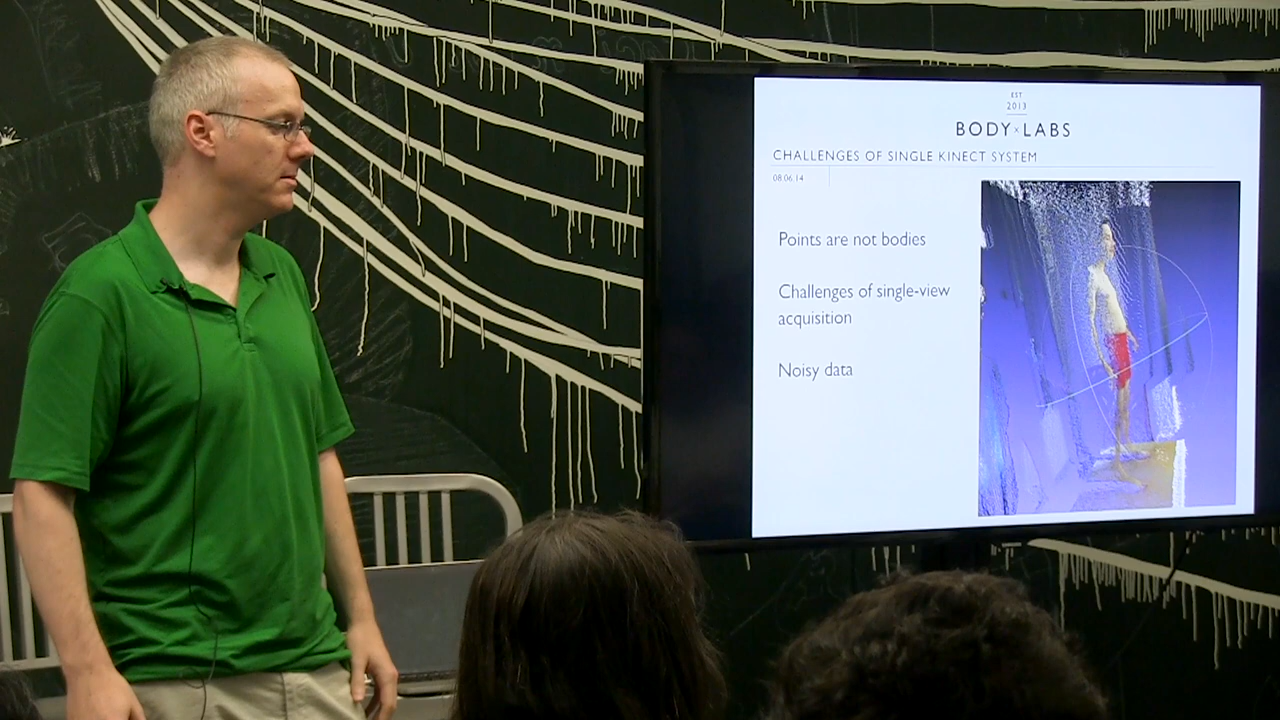 EST
2013
BODY × LABS
CHALLENGES OF SINGLE KINECT SYSTEM
08 06 14
Points are not bodies
Challenges of single-view
acquisition
Noisy data